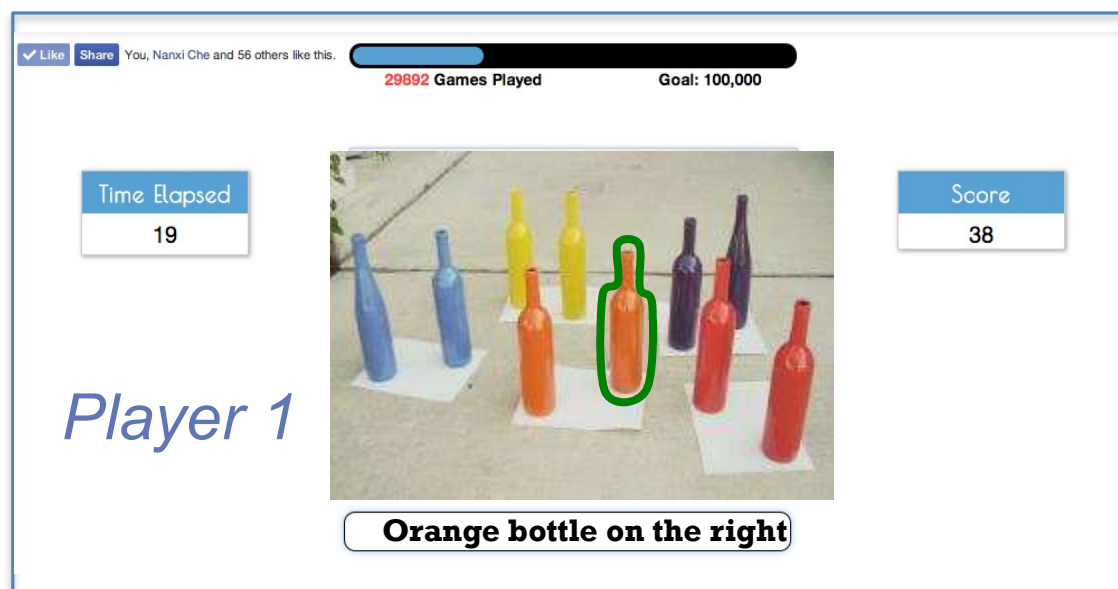 Like Share You, Nanxi Che and 56 others like this.
29892 Games Played Goal: 100,000
Time Elapsed
19
Score
38
Player 1
Orange bottle on the right